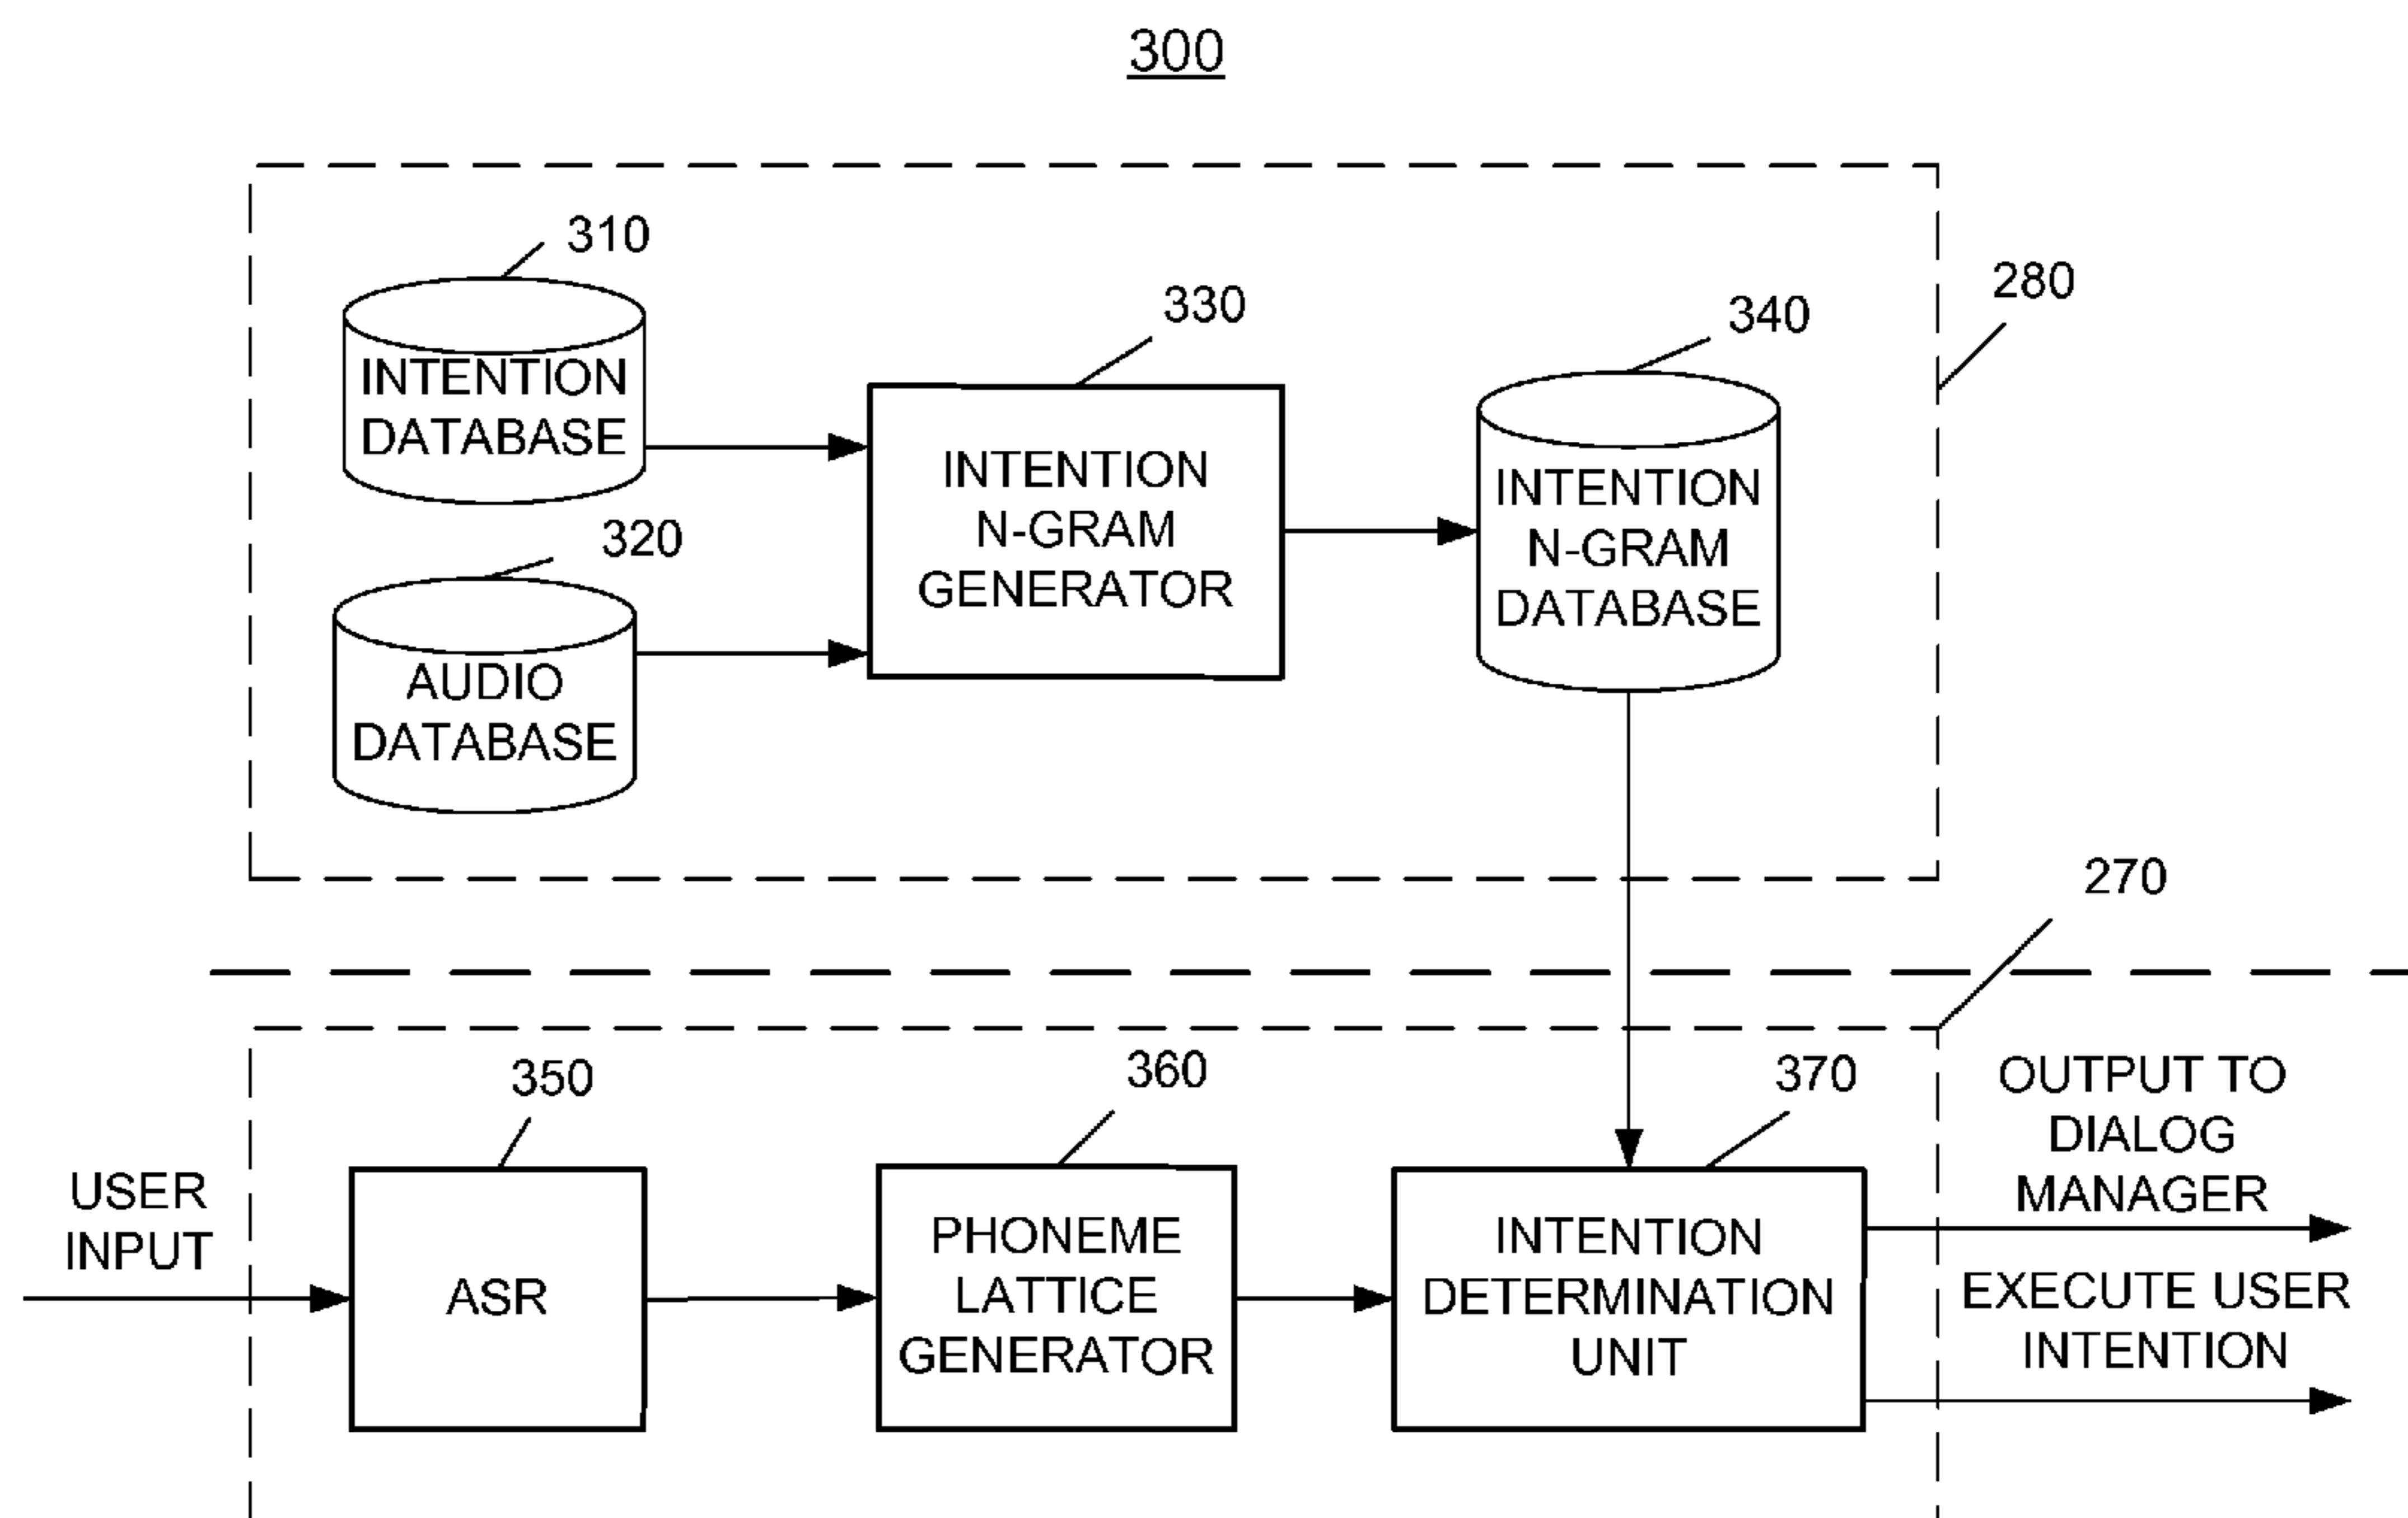 300
310
INTENTION
DATABASE
320
AUDIO
DATABASE
330
INTENTION
N-GRAM
GENERATOR
340
INTENTION
N-GRAM
DATABASE
280
270
USER
INPUT
350
ASR
360
PHONEME
LATTICE
GENERATOR
370
INTENTION
DETERMINATION
UNIT
OUTPUT TO
DIALOG
MANAGER
EXECUTE USER
INTENTION